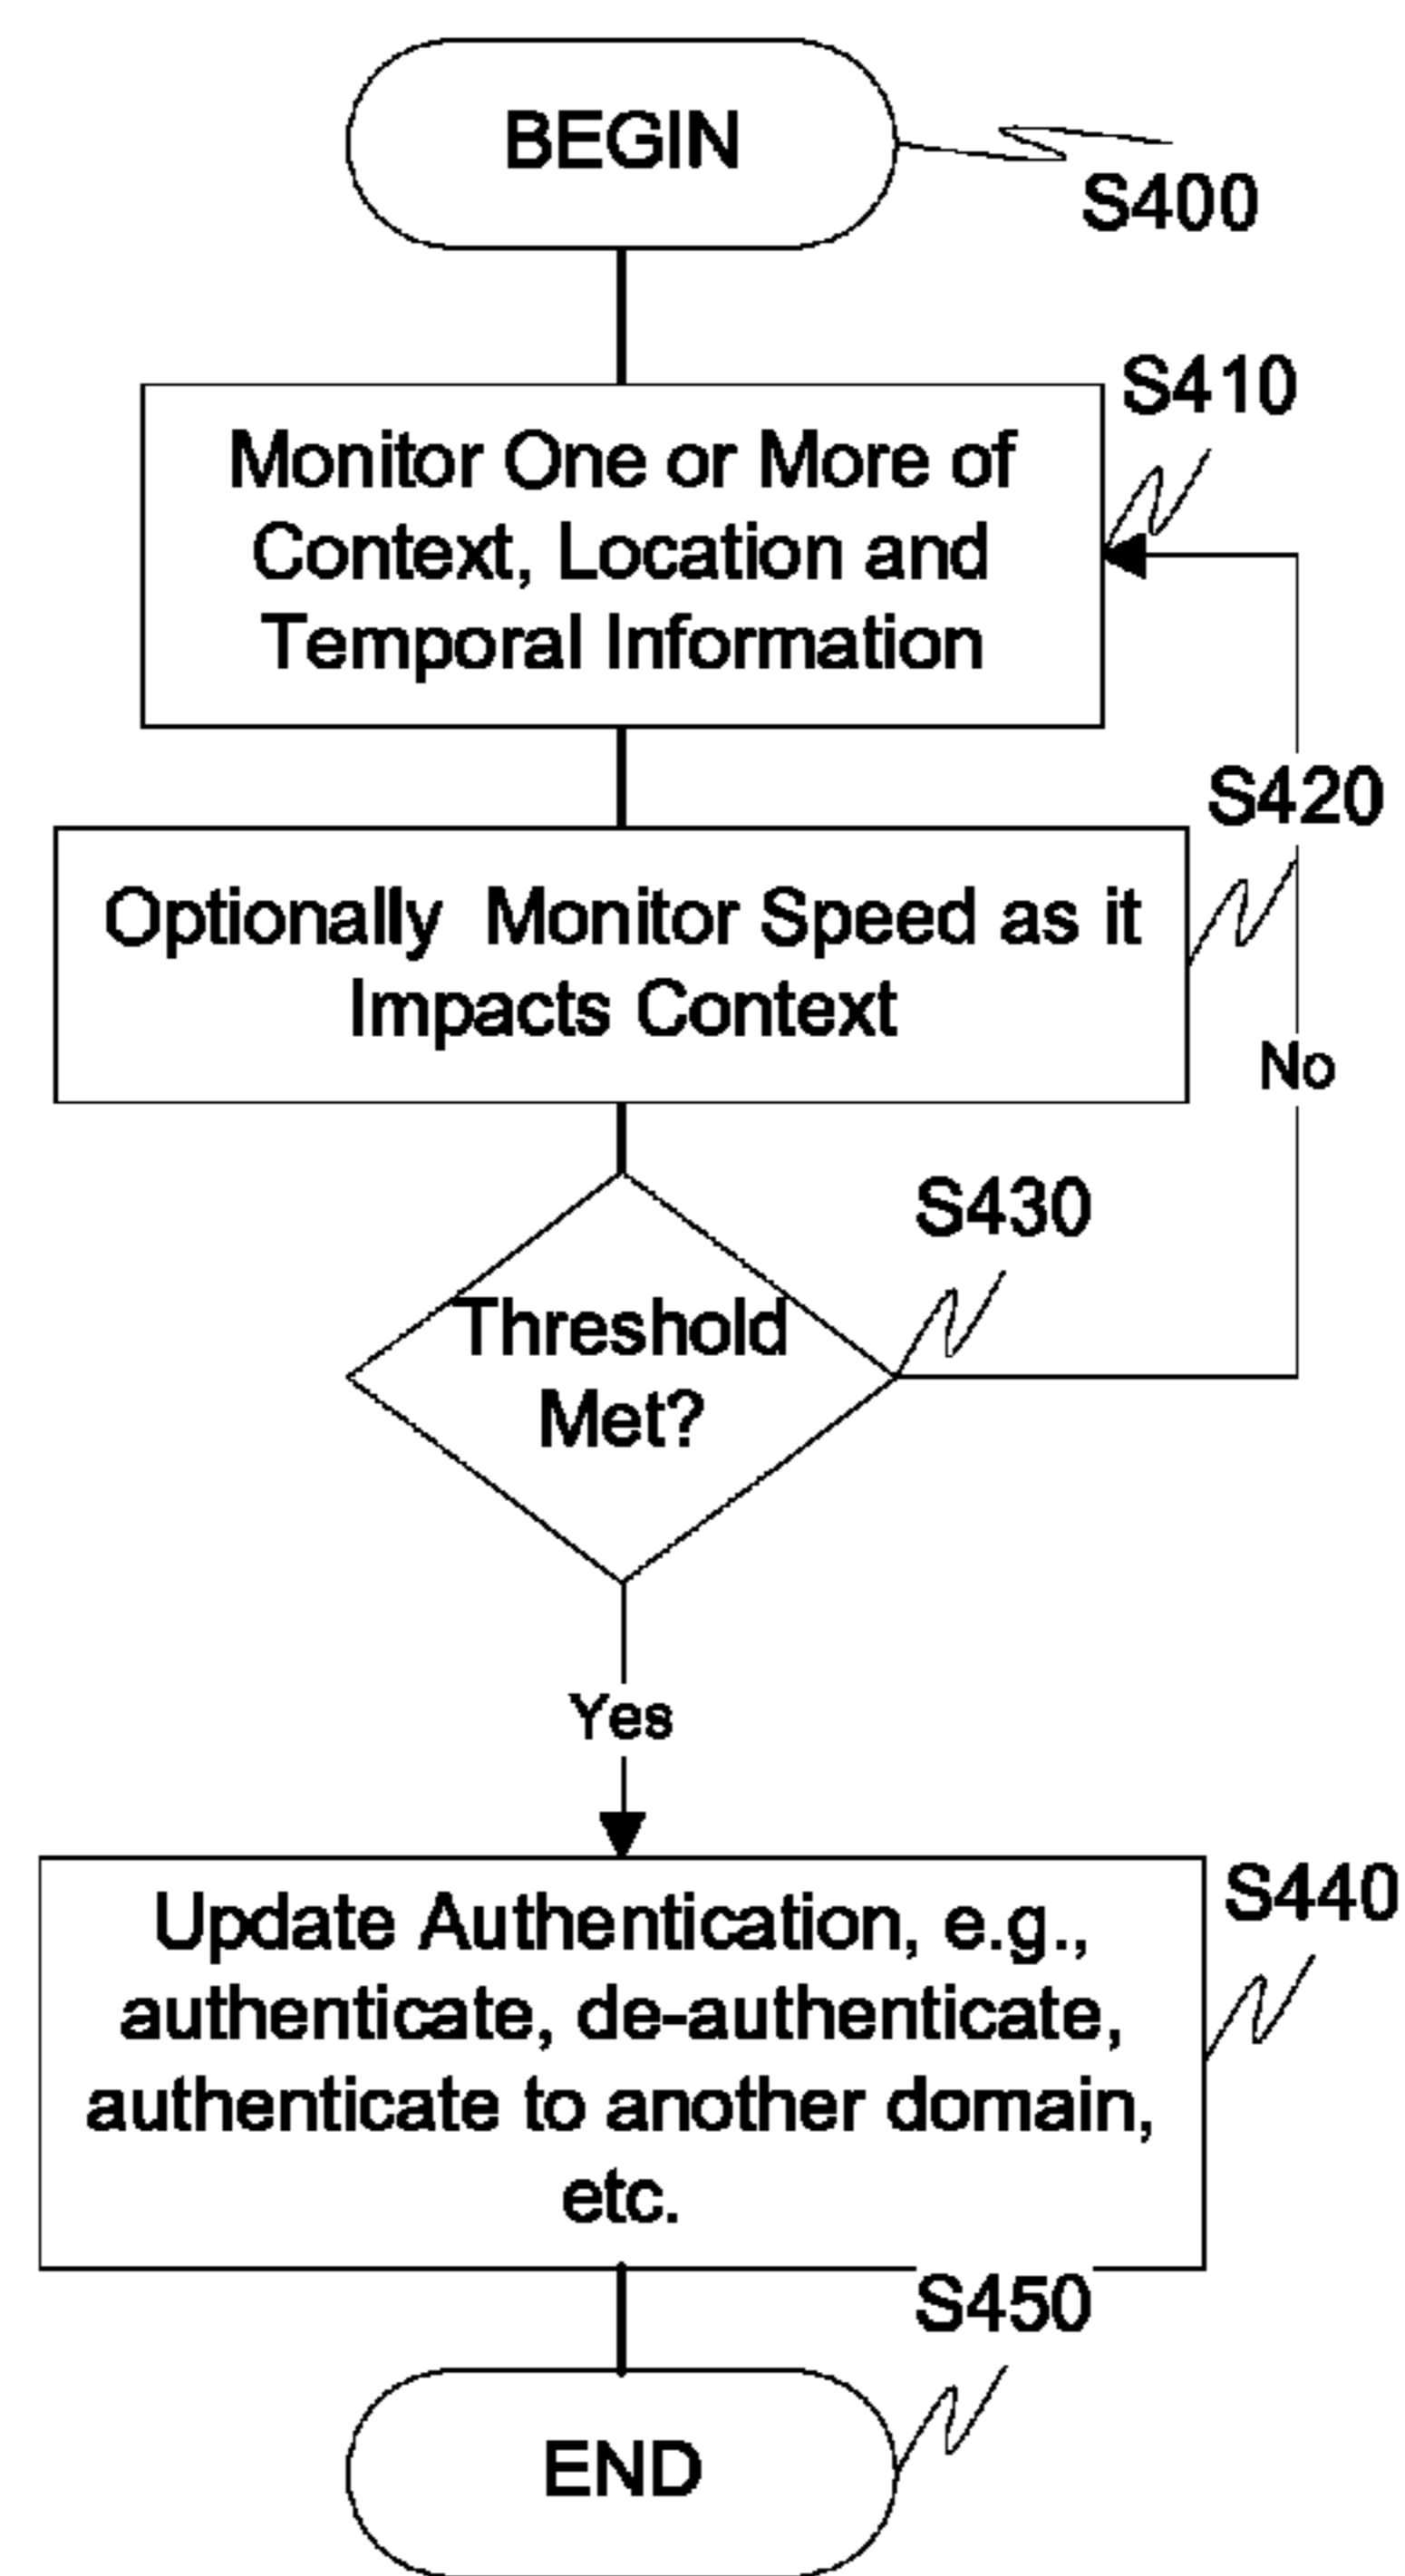 BEGIN
S400
S410
Monitor One or More of
Context, Location and
Temporal Information
S420
Optionally Monitor Speed as it
Impacts Context
No
S430
Threshold
Met?
Yes
S440
Update Authentication, e.g.,
authenticate, de-authenticate,
authenticate to another domain,
etc.
S450
END